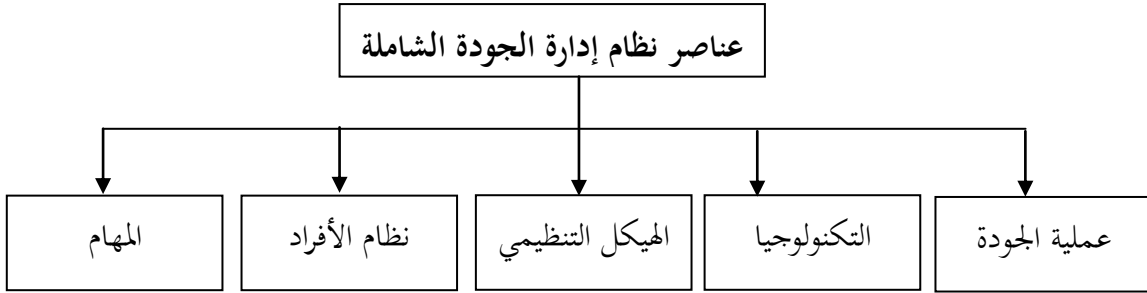 عناصر نظام إدارة الجودة الشاملة
عملية الجودة
التكنولوجيا
الهيكل التنظيمي
نظام الأفراد
المهام